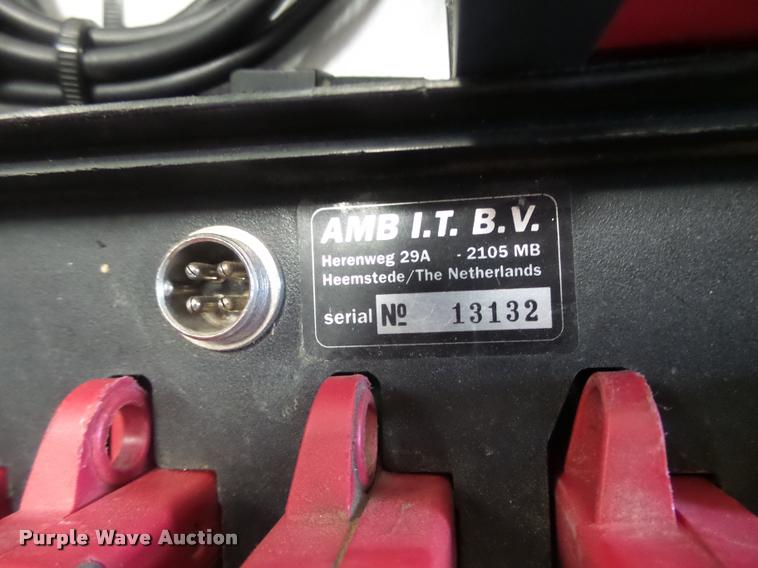 AMB I.T. B.V.
Herenweg 29A - 2105 MB
Heemstede/The Netherlands
serial № 13132
Purple Wave Auction®